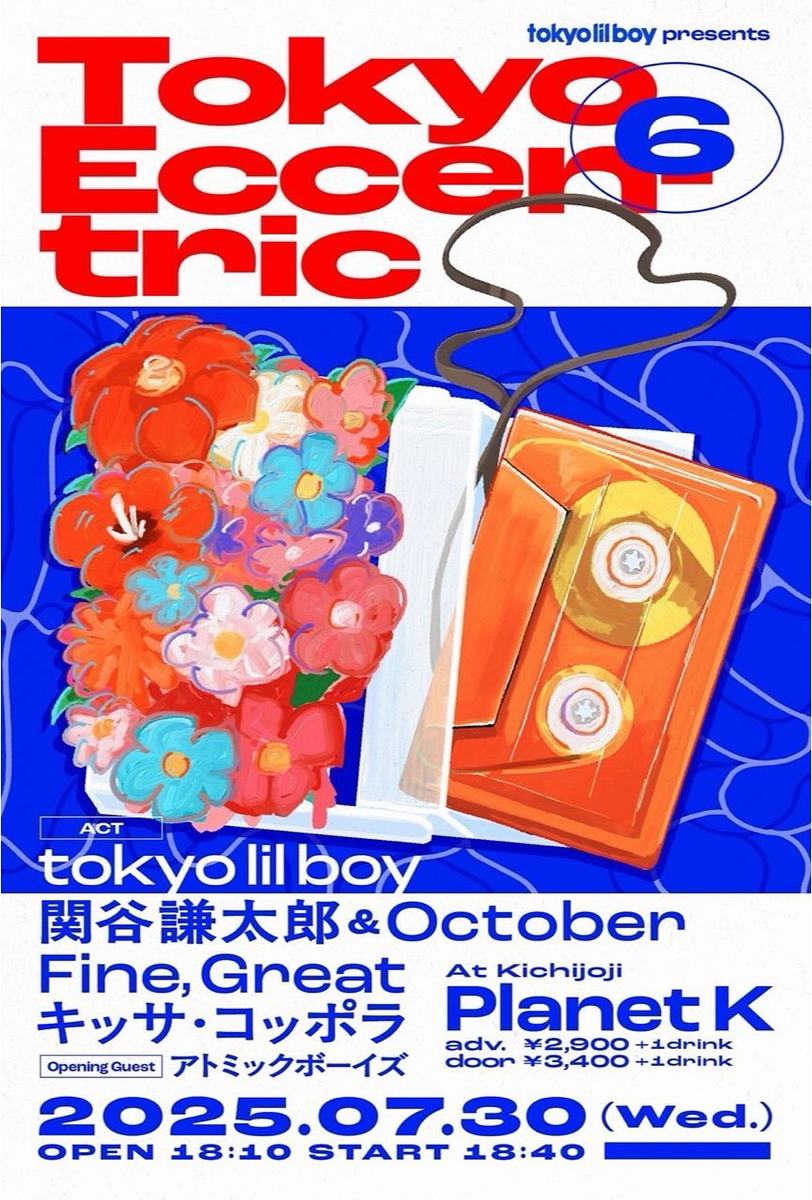 tokyo lil boy presents
Tokyo
Eccen-
tric
6
ACT
tokyo lil boy
関谷謙太郎&October
Fine, Great
キッサ・コッポラ
Opening Guest アトミックボーイズ
At Kichijoji
Planet K
adv. ¥2,900 +1drink
door ¥3,400 +1drink
2025.07.30 (Wed.)
OPEN 18:10 START 18:40